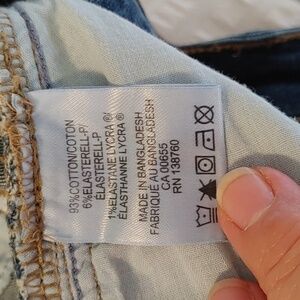 93%COTTON/COTON
6%ELASTERELL-P/
ÉLASTERELL-P
1%ELASTANE LYCRA®/
ÉLASTHANNE LYCRA®
MADE IN BANGLADESH
FABRIQUÉ AU BANGLADESH
CA 00655
RN 138760